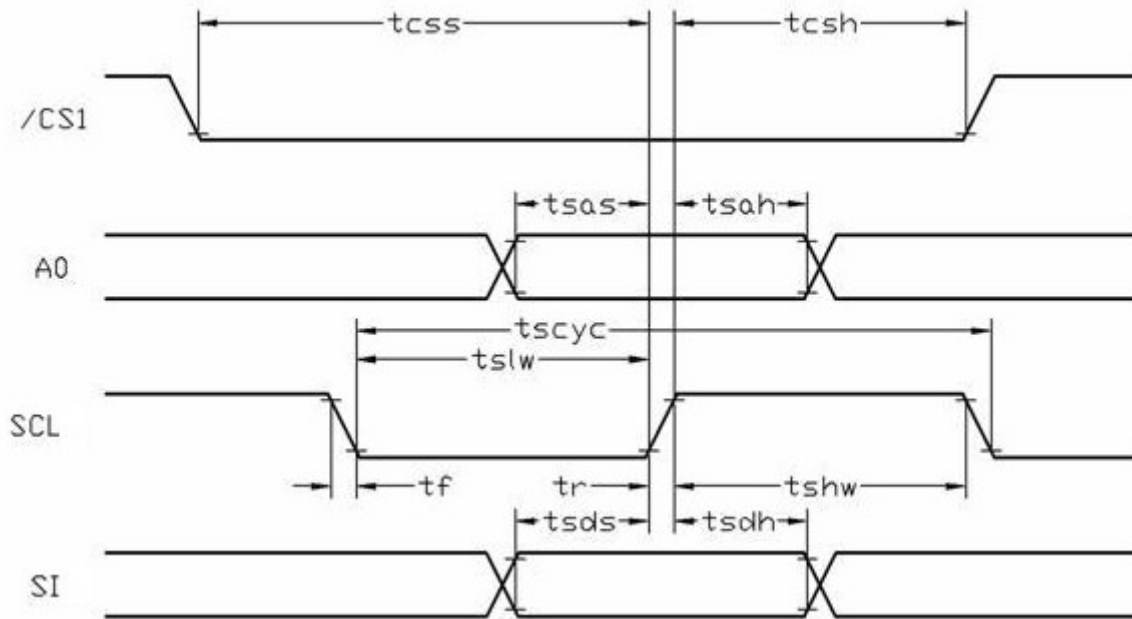 tcss tcsh
/CS1
tsas tsah
A0
tscyc
tslw
SCL
tf tr tshw
tsds tsdh
SI